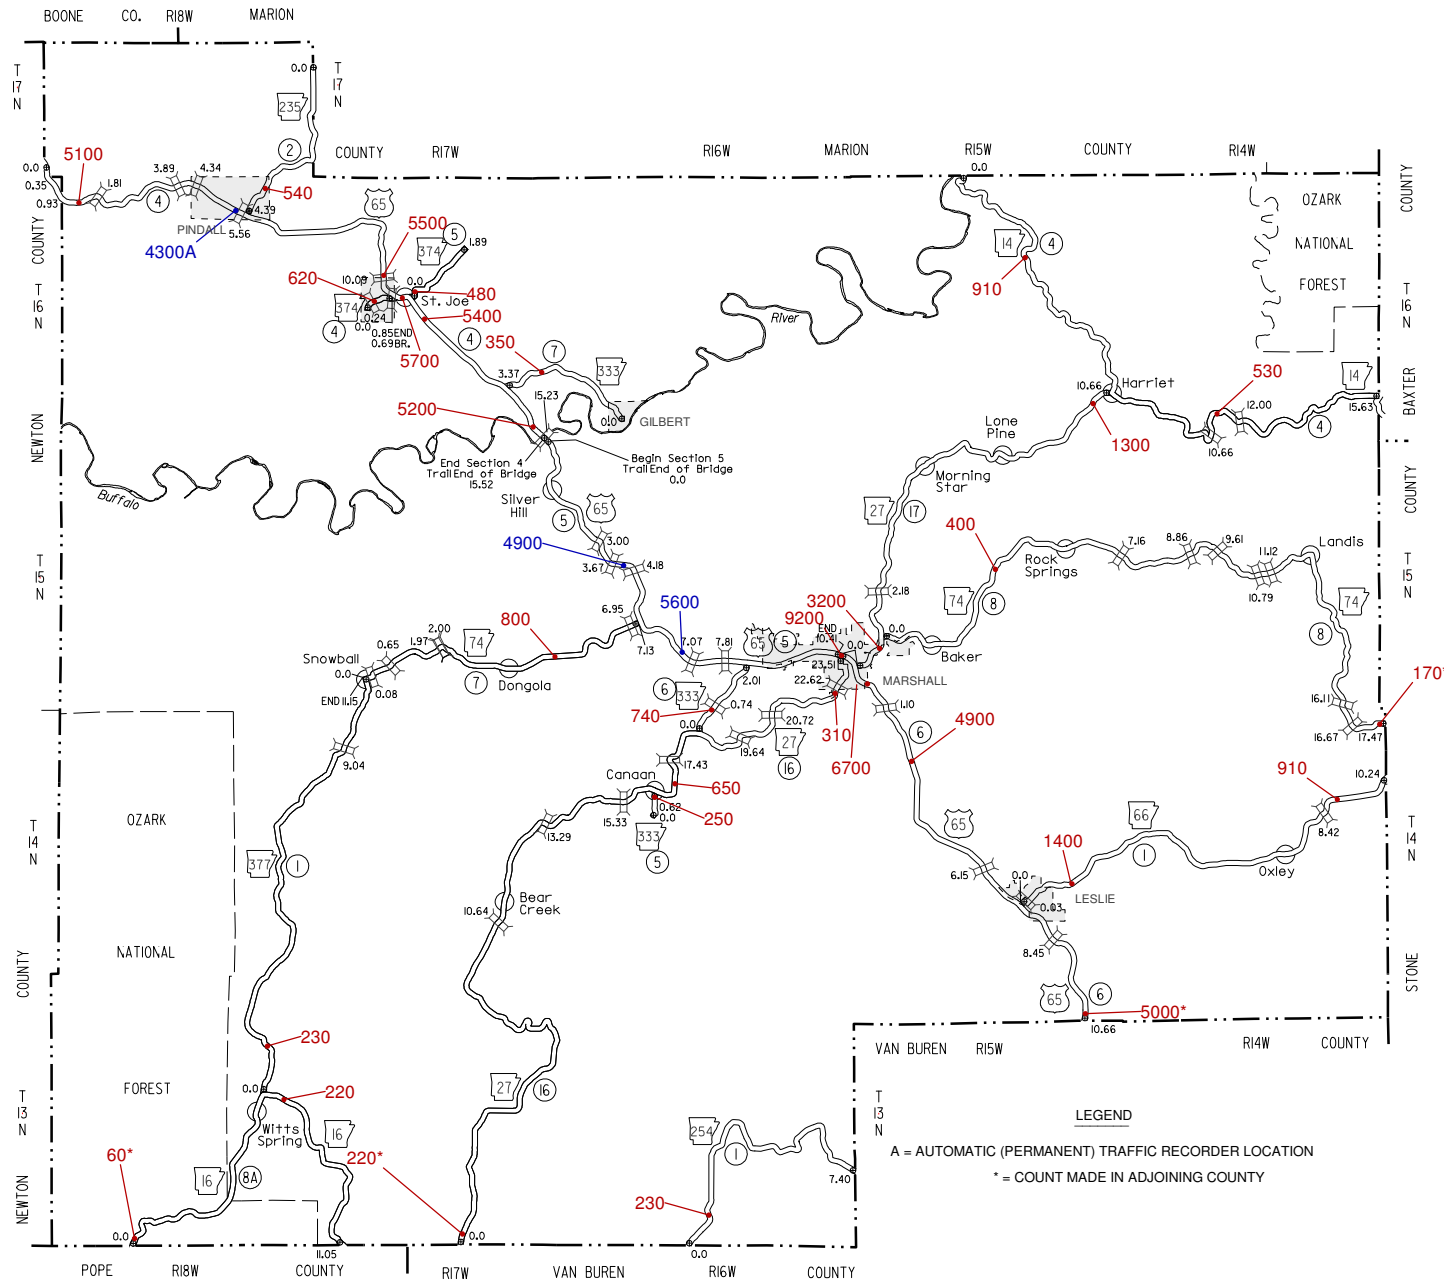 BOONE CO. R18W MARION
T 17 N
T 17 N
0.0
235
2
COUNTY R17W R16W MARION R15W COUNTY R14W
0.0
5100
0.0
0.35
0.93
1.81
3.89
4.34
4
540
4.39
PINDALL
5.56
4300A
65
5500
5
374
1.89
620
10.09
0.0
480
St. Joe
374
0.24
0.0
4
0.85END
0.69BR.
5400
5700
4
350
7
333
3.37
15.23
5200
0.0
GILBERT
River
Buffalo
End Section 4
Trail End of Bridge
15.52
Begin Section 5
Trail End of Bridge
0.0
14
4
910
OZARK
NATIONAL
FOREST
COUNTY
T 16 N
BAXTER
COUNTY
T 16 N
NEWTON
10.66
Harriet
530
12.00
10.66
14
4
15.63
1300
Lone
Pine
Morning
Star
27
17
Silver
Hill
5
65
3.00
4900
3.67
4.18
400
Rock
Springs
7.16
8.86
9.61
11.12
10.79
Landis
74
8
COUNTY
T 15 N
T 15 N
74
8
2.18
3200
0.0
Baker
5600
6.95
7.13
7.07
7.81
65
5
9200
END
10.41
0.0
23.51
22.62
MARSHALL
800
2.00
1.97
0.65
74
Snowball
0.0
0.08
END 11.15
7
Dongola
9.04
6
333
2.01
0.74
740
0.0
20.72
19.64
27
16
310
6700
1.10
6
4900
17.43
Canaan
650
0.62
0.0
250
333
5
15.33
13.29
16.11
16.67
17.47
170*
10.24
910
8.42
66
1
Oxley
1400
65
6.15
0.0
0.03
LESLIE
8.45
65
6
5000*
10.66
T 14 N
T 14 N
STONE
OZARK
NATIONAL
FOREST
377
1
Bear
Creek
10.64
COUNTY
230
0.0
220
Witts
Spring
16
16
8A
60*
0.0
11.05
27
16
220*
0.0
254
1
230
0.0
7.40
VAN BUREN R15W R14W COUNTY
T 13 N
T 13 N
NEWTON
LEGEND
A = AUTOMATIC (PERMANENT) TRAFFIC RECORDER LOCATION
* = COUNT MADE IN ADJOINING COUNTY
POPE R18W COUNTY R17W VAN BUREN R16W COUNTY